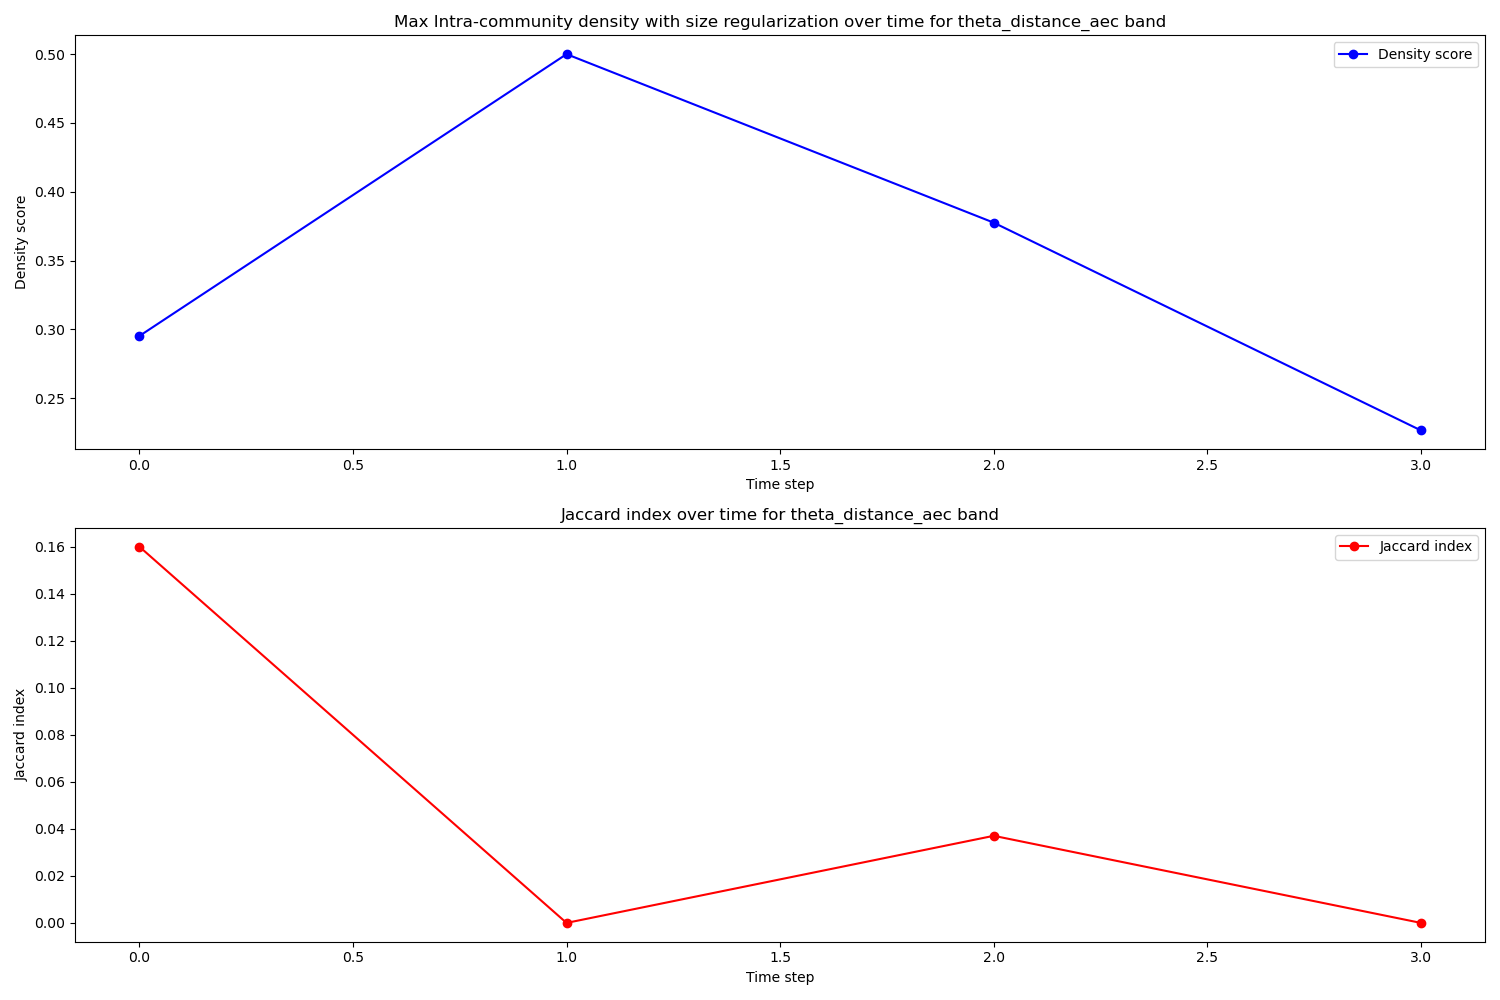 Max Intra-community density with size regularization over time for theta_distance_aec band
Density score
0.50
0.45
0.40
0.35
0.30
0.25
Density score
0.0 0.5 1.0 1.5 2.0 2.5 3.0
Time step
Jaccard index over time for theta_distance_aec band
Jaccard index
0.16
0.14
0.12
0.10
0.08
0.06
0.04
0.02
0.00
Jaccard index
0.0 0.5 1.0 1.5 2.0 2.5 3.0
Time step